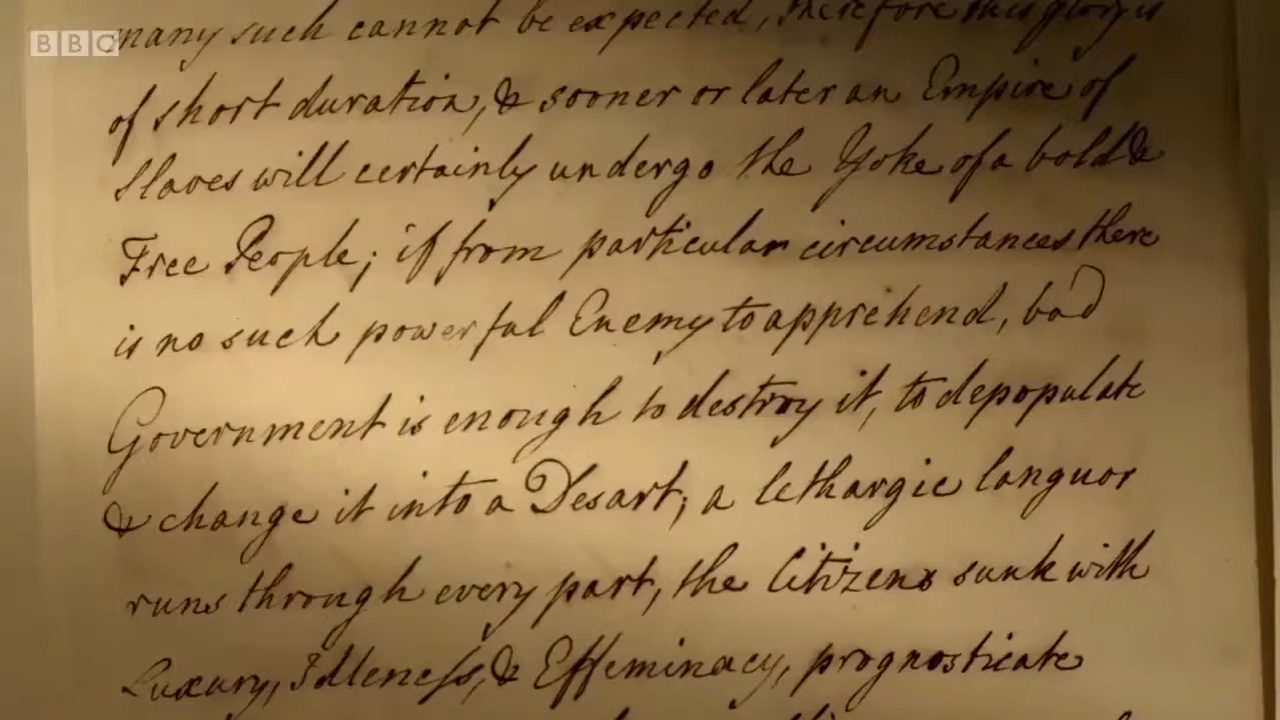 BBC
many such cannot be expected, therefore this glory is
of short duration, & sooner or later an Empire of
Slaves will certainly undergo the Yoke of a bold &
Free People; if from particular circumstances there
is no such powerful Enemy to apprehend, bad
Government is enough to destroy it, to depopulate
& change it into a Desart; a lethargic languor
runs through every part, the Citizens sunk with
Luxury, Idleness, & Effeminacy, prognosticate